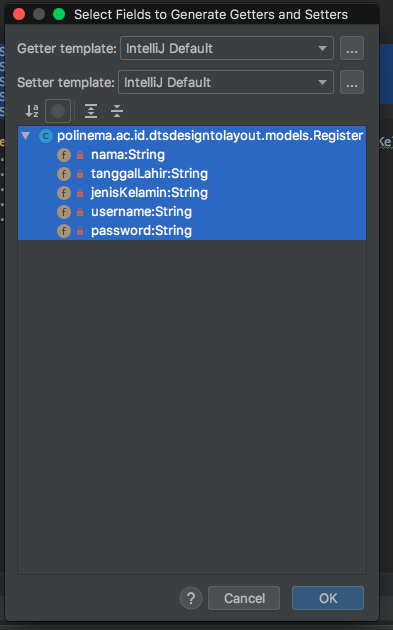 Select Fields to Generate Getters and Setters
Getter template: IntelliJ Default ...
Setter template: IntelliJ Default ...
polinema.ac.id.dtsdesigntolayout.models.Register
nama:String
tanggalLahir:String
jenisKelamin:String
username:String
password:String
? Cancel OK